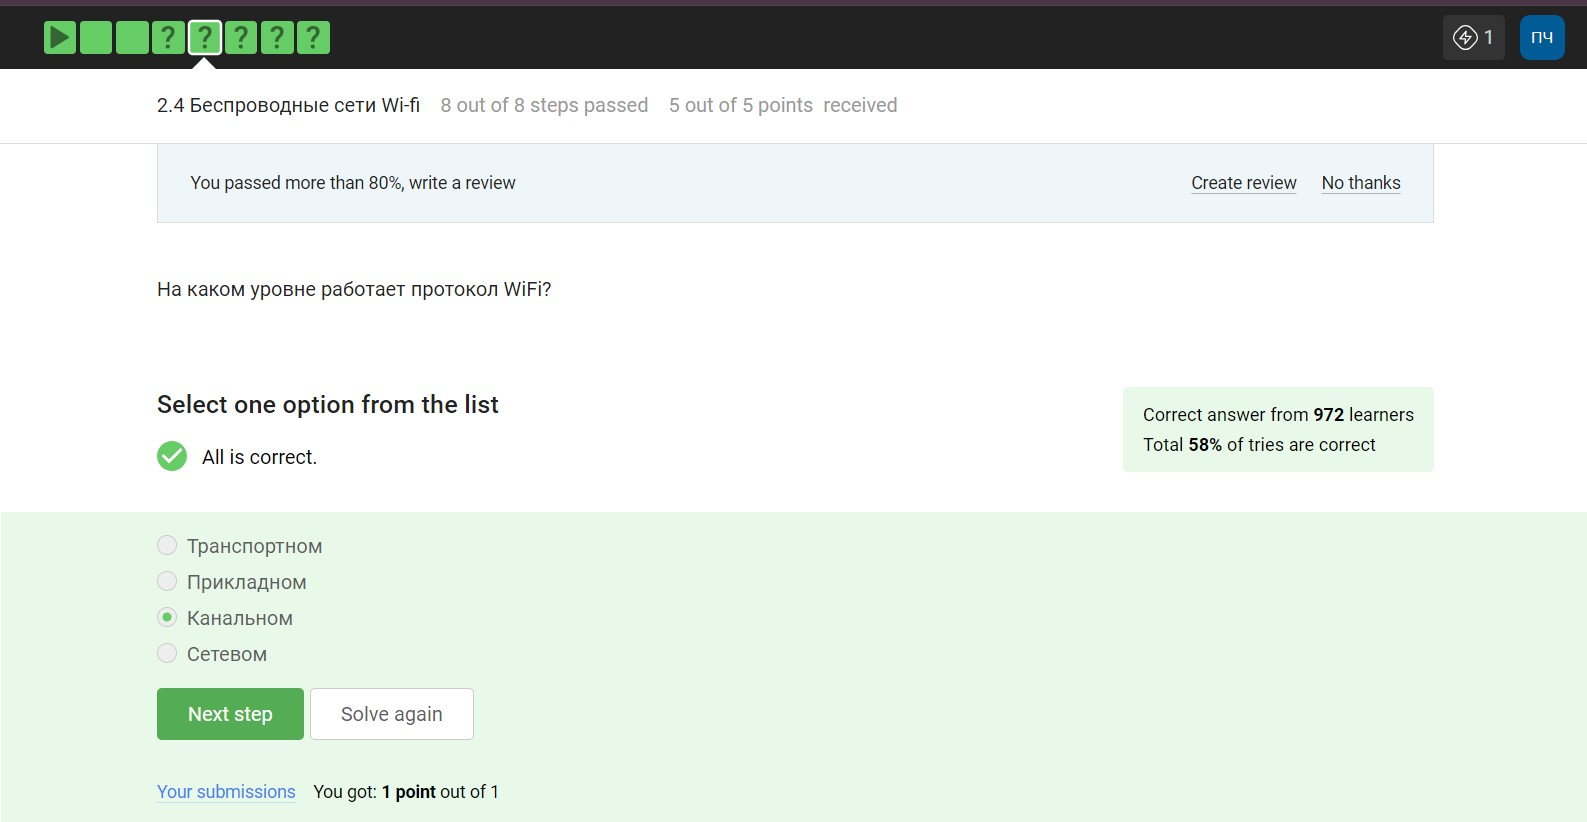 ? ? ? ? ?
1
ПЧ
2.4 Беспроводные сети Wi-fi 8 out of 8 steps passed 5 out of 5 points received
You passed more than 80%, write a review Create review No thanks
На каком уровне работает протокол WiFi?
Select one option from the list
All is correct.
Correct answer from 972 learners
Total 58% of tries are correct
Транспортном
Прикладном
Канальном
Сетевом
Next step Solve again
Your submissions You got: 1 point out of 1